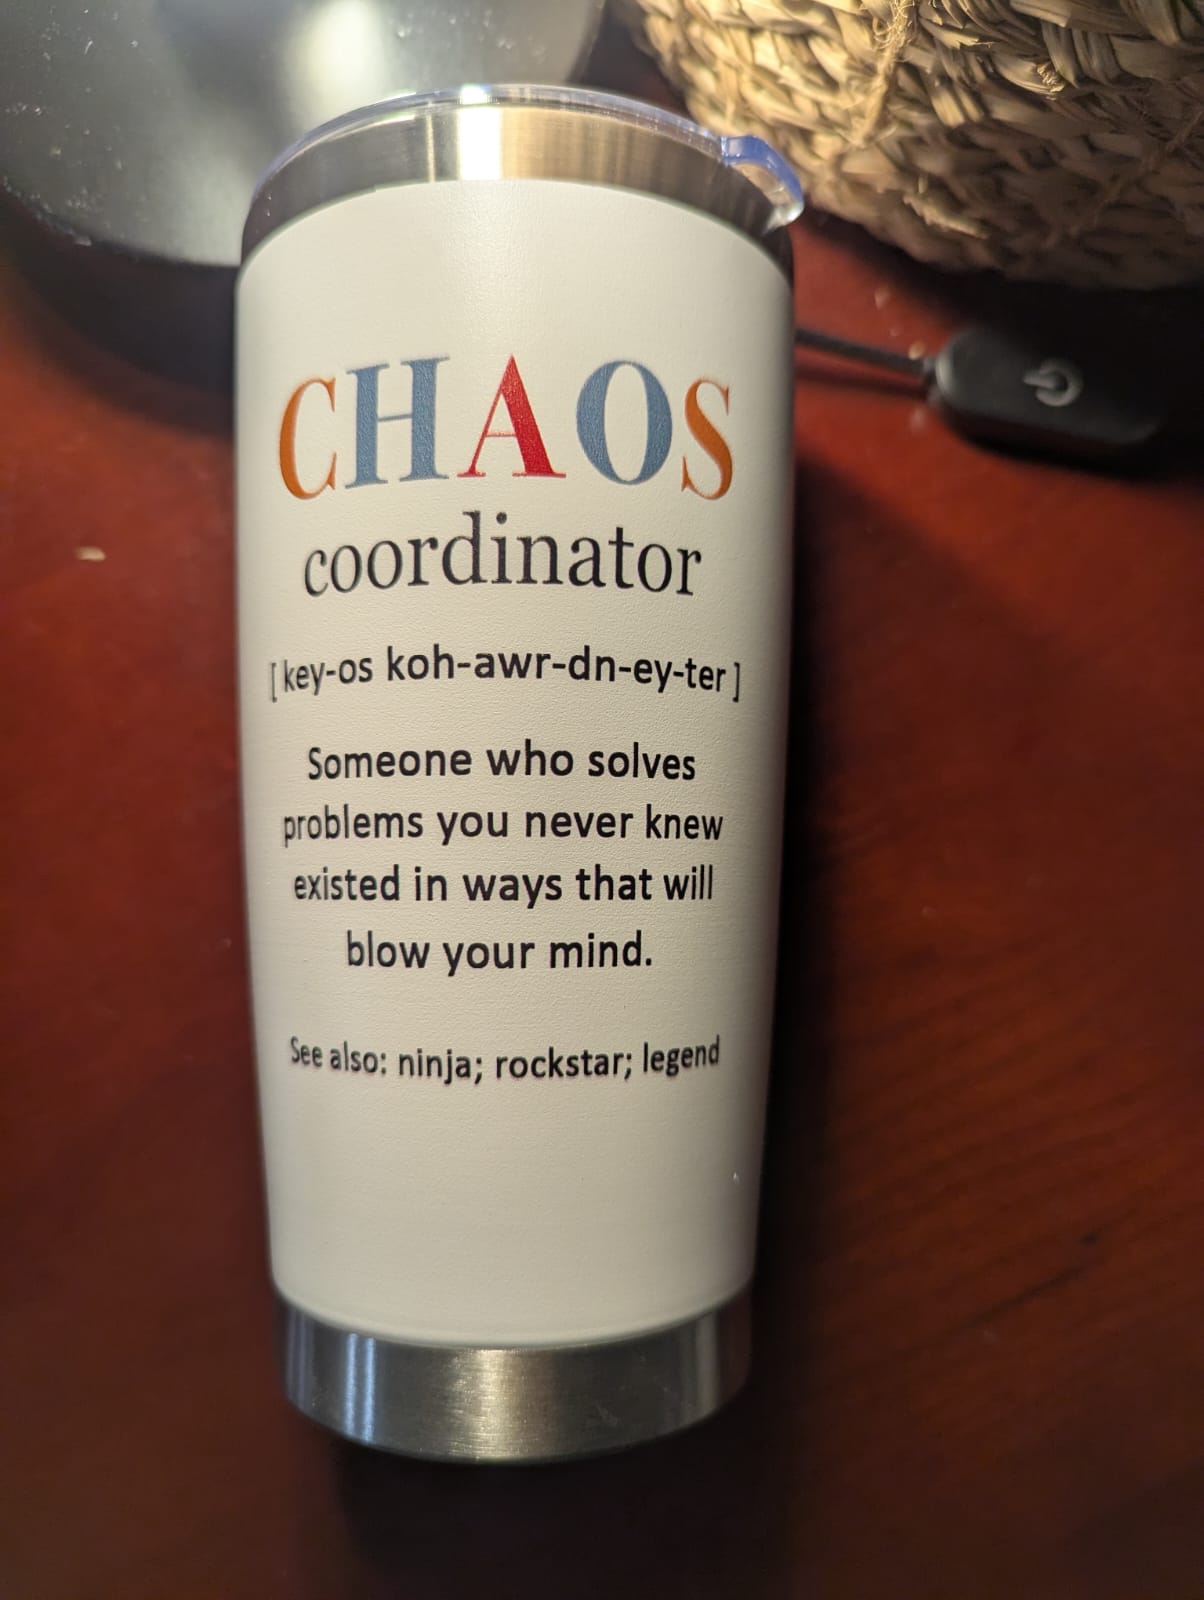 CHAOS
coordinator
[ key-os koh-awr-dn-ey-ter ]
Someone who solves
problems you never knew
existed in ways that will
blow your mind.
See also: ninja; rockstar; legend